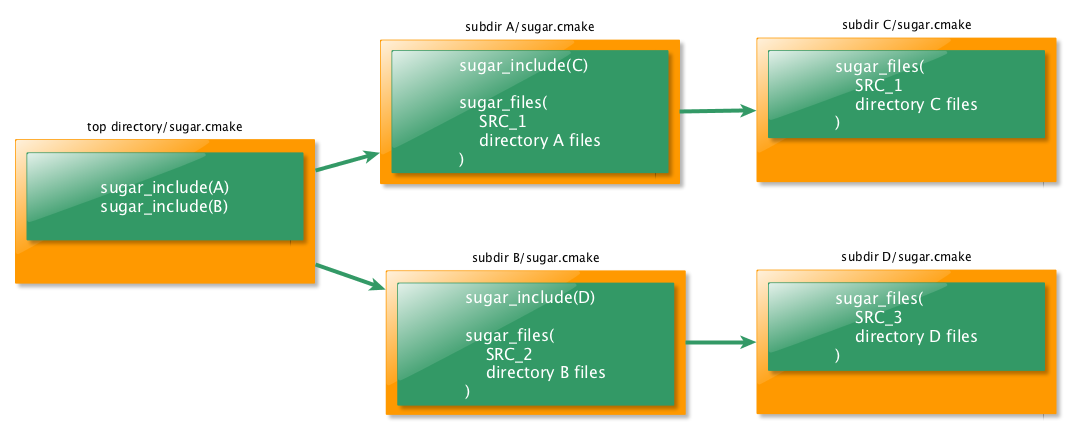 top directory/sugar.cmake
sugar_include(A)
sugar_include(B)
subdir A/sugar.cmake
sugar_include(C)
sugar_files(
SRC_1
directory A files
)
subdir C/sugar.cmake
sugar_files(
SRC_1
directory C files
)
subdir B/sugar.cmake
sugar_include(D)
sugar_files(
SRC_2
directory B files
)
subdir D/sugar.cmake
sugar_files(
SRC_3
directory D files
)